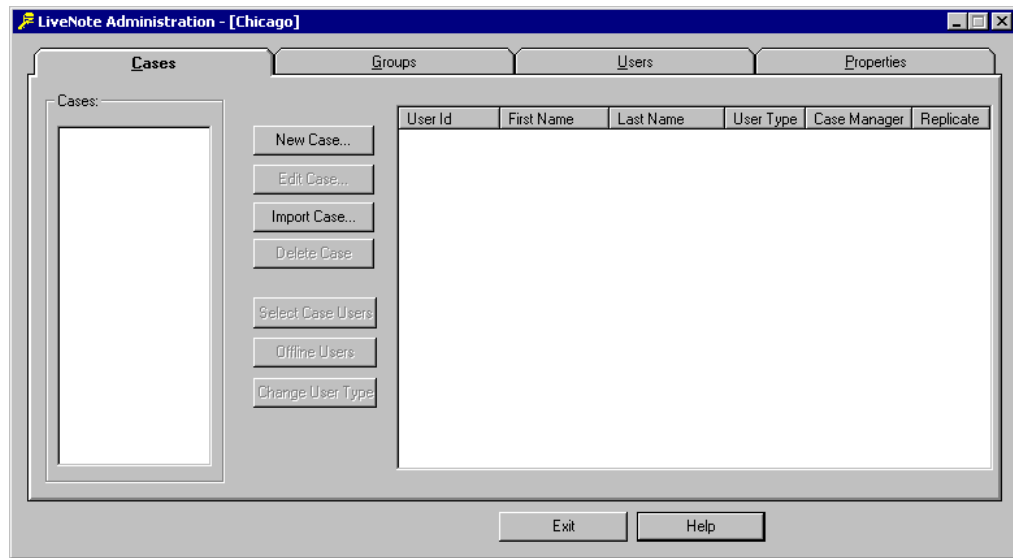 LiveNote Administration - [Chicago]
Cases Groups Users Properties
Cases:
User Id First Name Last Name User Type Case Manager Replicate
New Case...
Edit Case...
Import Case...
Delete Case
Select Case Users
Offline Users
Change User Type
Exit Help